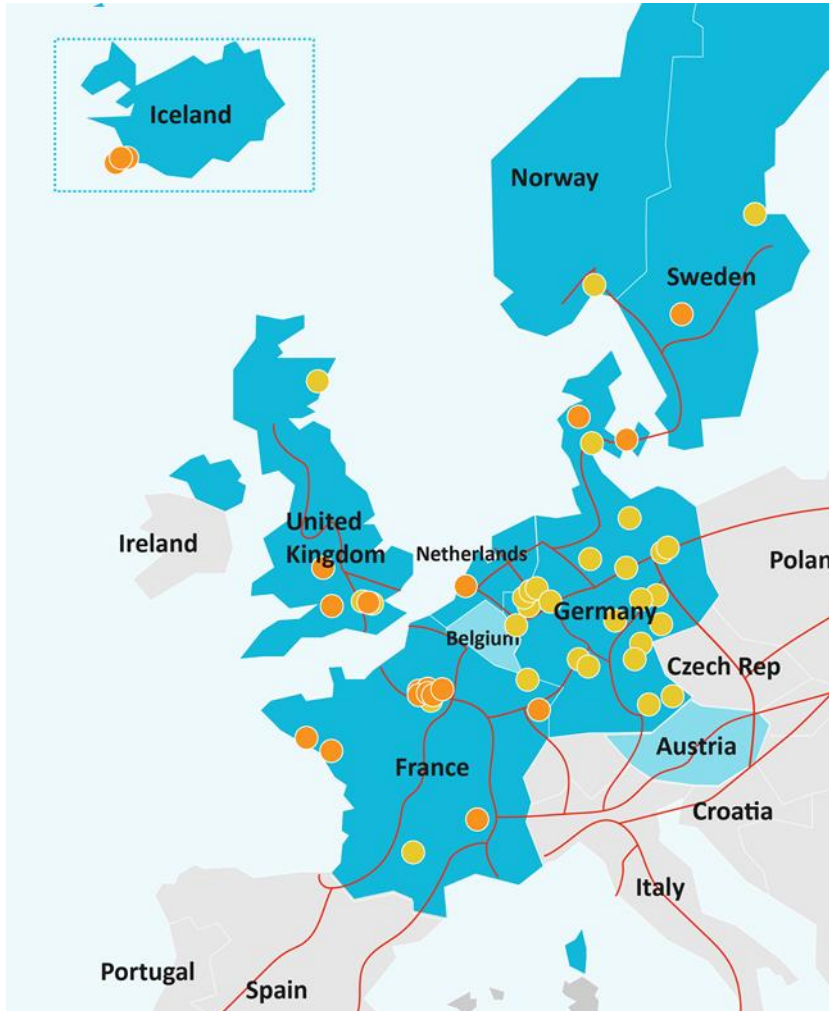 Iceland
Norway
Sweden
United
Kingdom
Ireland
Netherlands
Polan
Germany
Belgium
Czech Rep
Austria
France
Croatia
Italy
Portugal
Spain